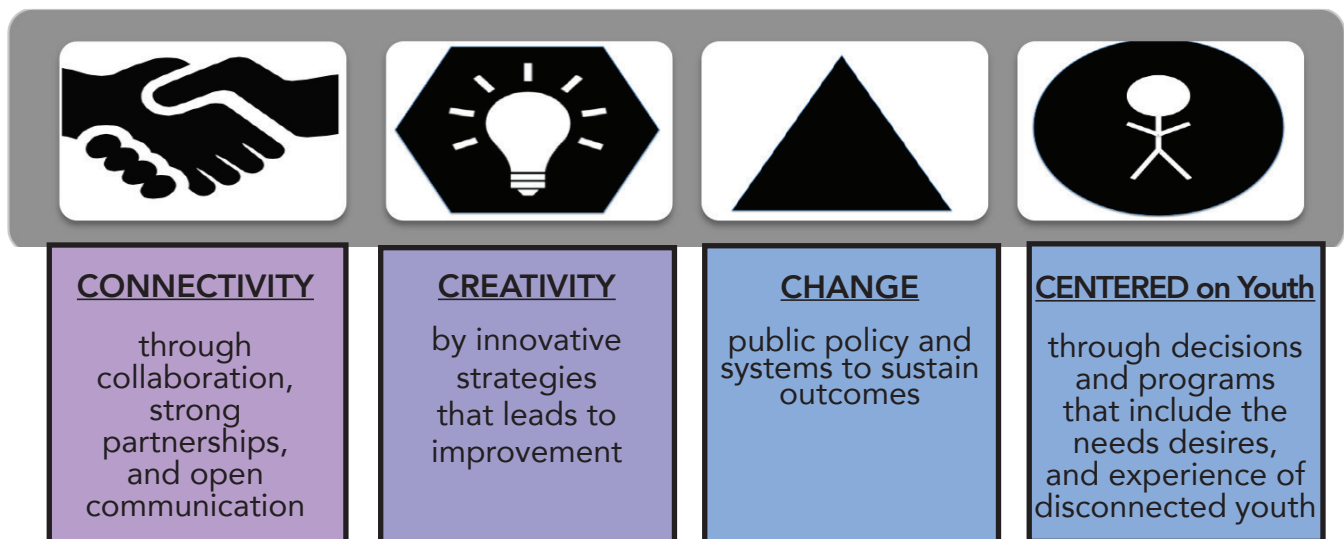 CONNECTIVITY
through
collaboration,
strong
partnerships,
and open
communication
CREATIVITY
by innovative
strategies
that leads to
improvement
CHANGE
public policy and
systems to sustain
outcomes
CENTERED on Youth
through decisions
and programs
that include the
needs desires,
and experience of
disconnected youth